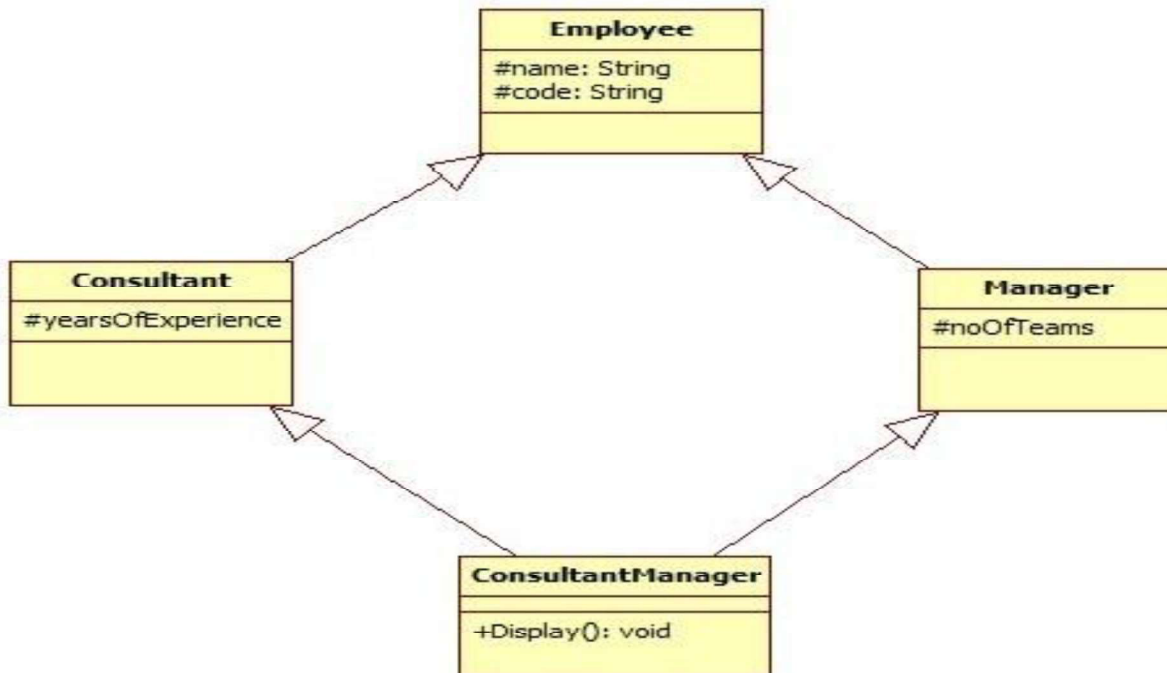 Employee
#name: String
#code: String
Consultant
#yearsOfExperience
Manager
#noOfTeams
ConsultantManager
+Display(): void